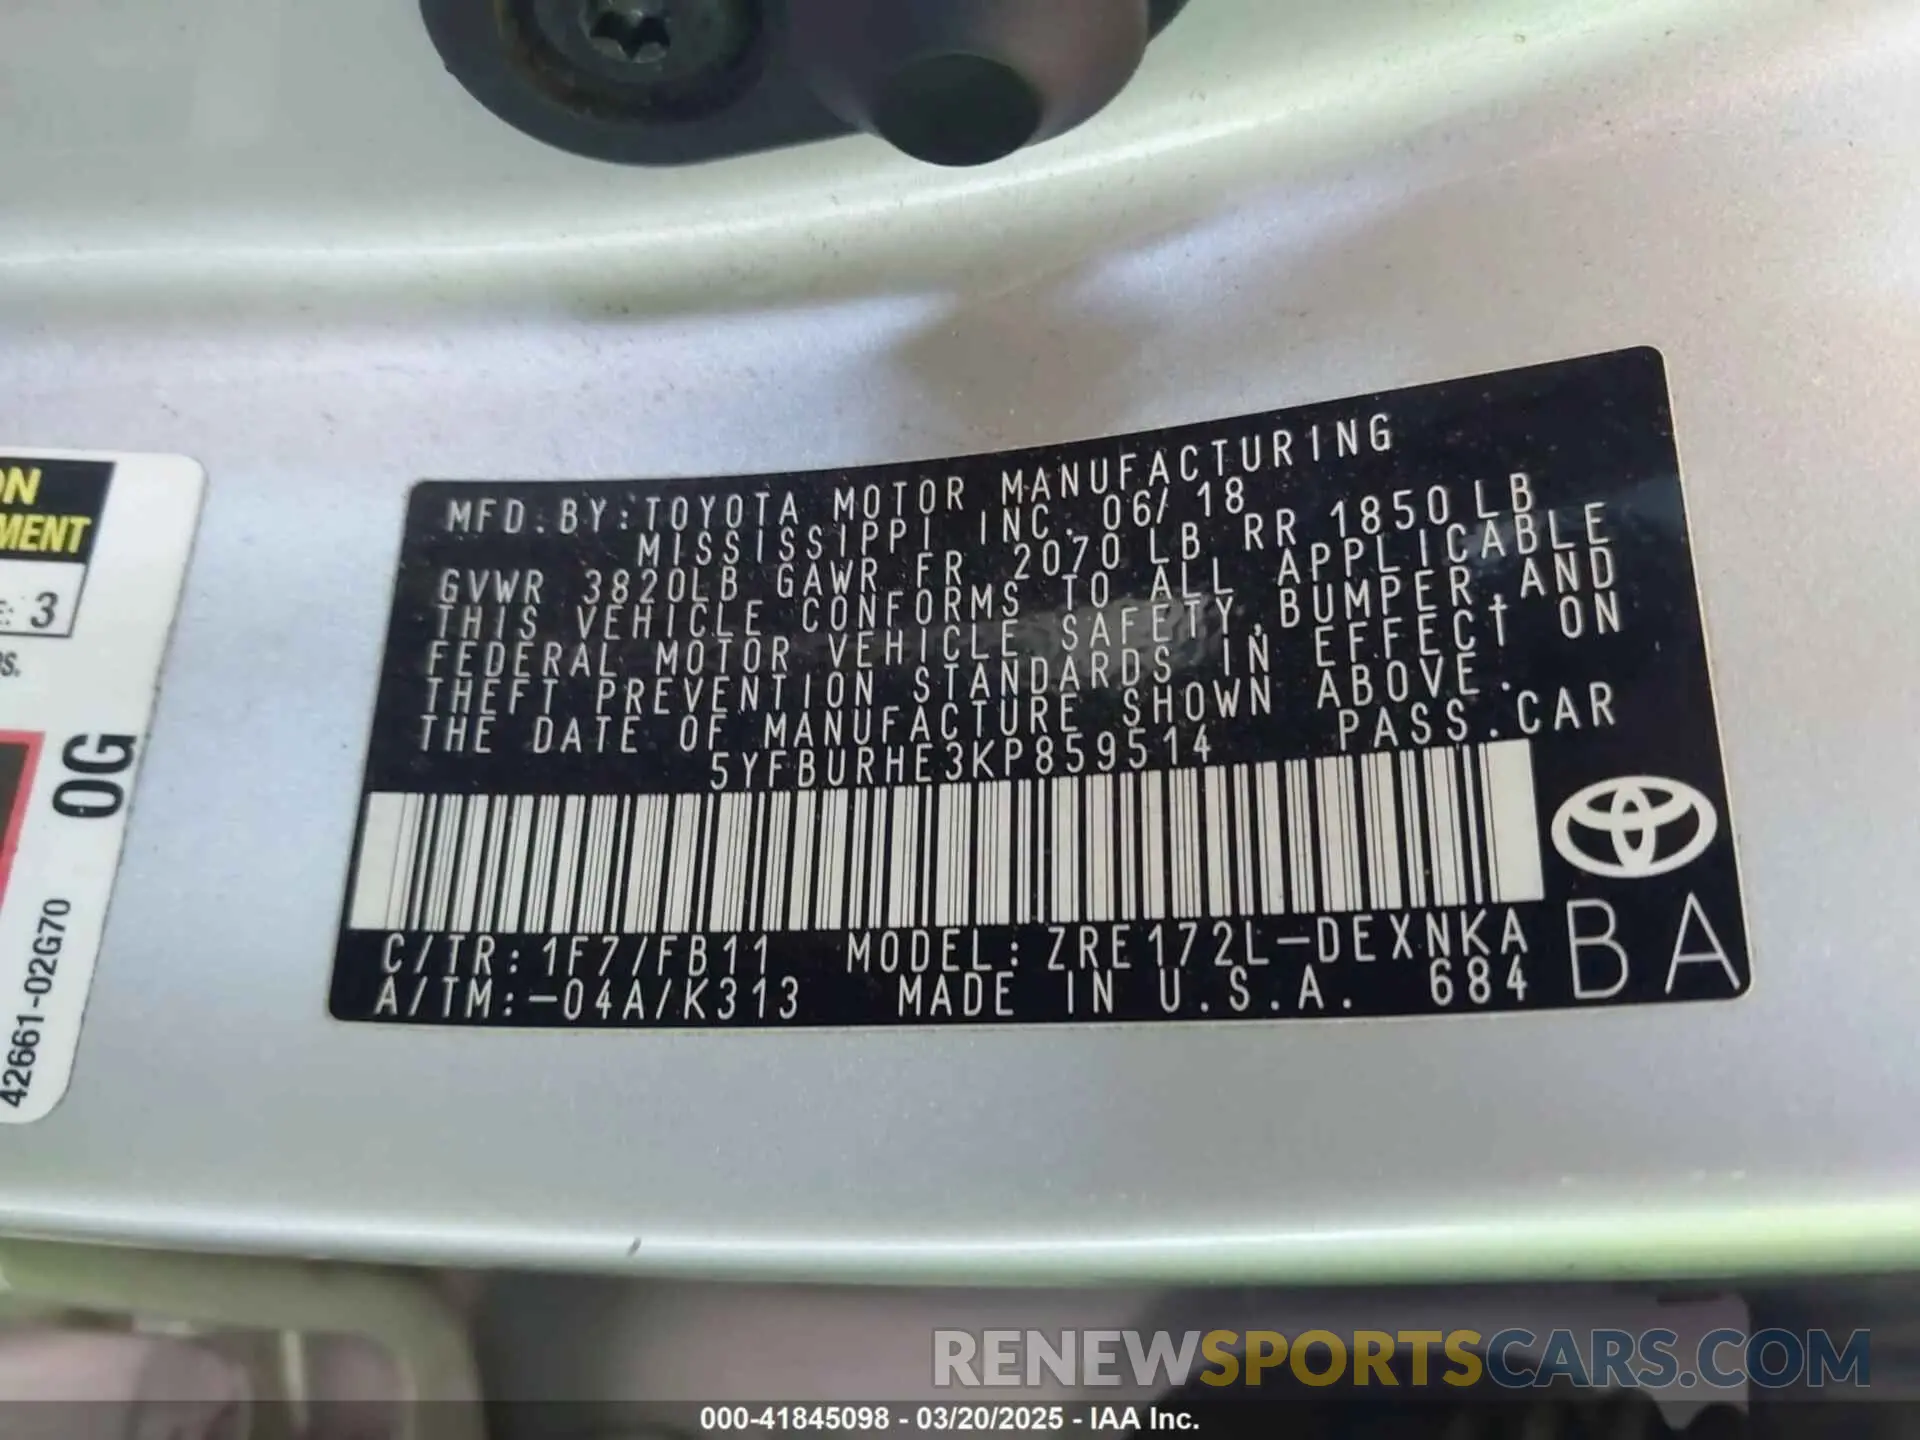 ON
MENT
E: 3
0G
42661-02G70
MFD.BY:TOYOTA MOTOR MANUFACTURING
MISSISSIPPI INC. 06/18
GVWR 3820LB GAWR FR 2070LB RR 1850LB
THIS VEHICLE CONFORMS TO ALL APPLICABLE
FEDERAL MOTOR VEHICLE SAFETY,BUMPER,AND
THEFT PREVENTION STANDARDS IN EFFECT ON
THE DATE OF MANUFACTURE SHOWN ABOVE.
5YFBURHE3KP859514 PASS.CAR
C/TR:1F7/FB11 MODEL:ZRE172L-DEXNKA
A/TM:-04A/K313 MADE IN U.S.A. 684
BA
RENEWSPORTSCARS.COM
000-41845098 - 03/20/2025 - IAA Inc.